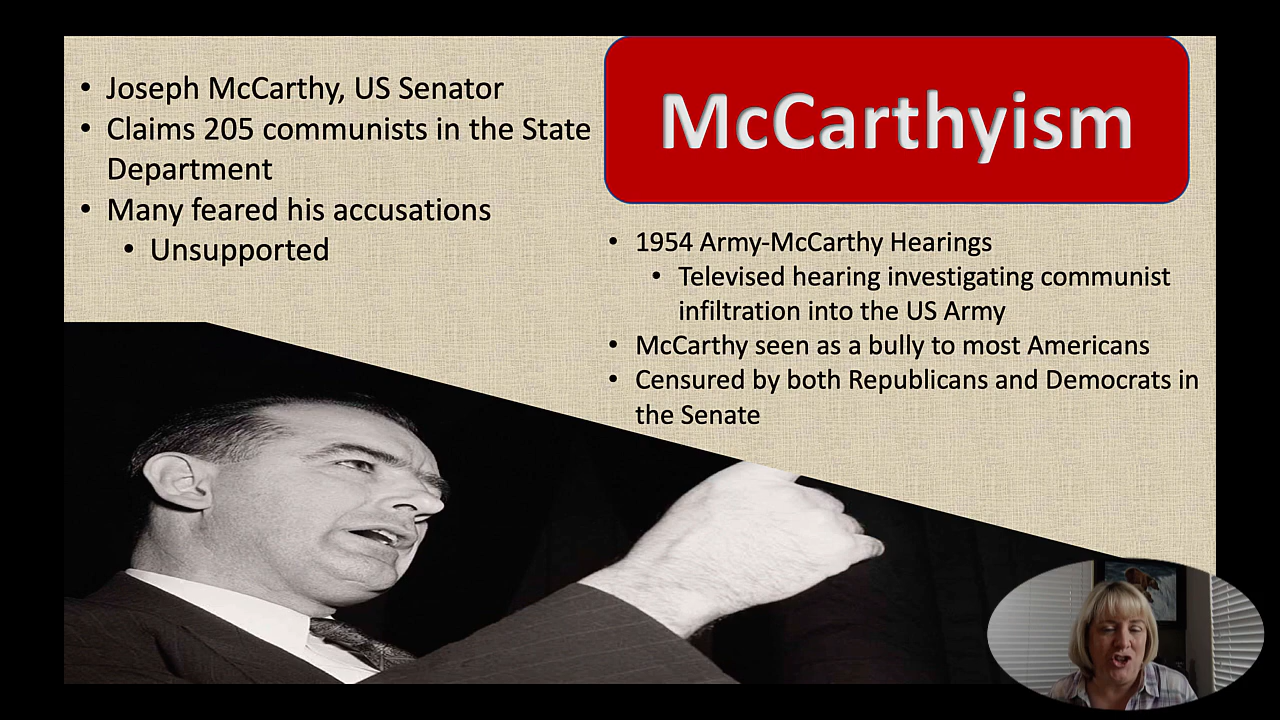 • Joseph McCarthy, US Senator
• Claims 205 communists in the State
Department
• Many feared his accusations
• Unsupported
McCarthyism
• 1954 Army-McCarthy Hearings
• Televised hearing investigating communist
infiltration into the US Army
• McCarthy seen as a bully to most Americans
• Censured by both Republicans and Democrats in
the Senate